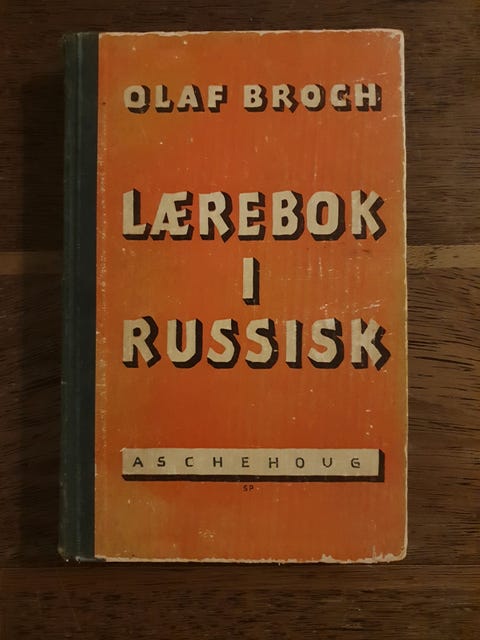 OLAF BROCH
LÆREBOK
I
RUSSISK
ASCHEHOUG
SP